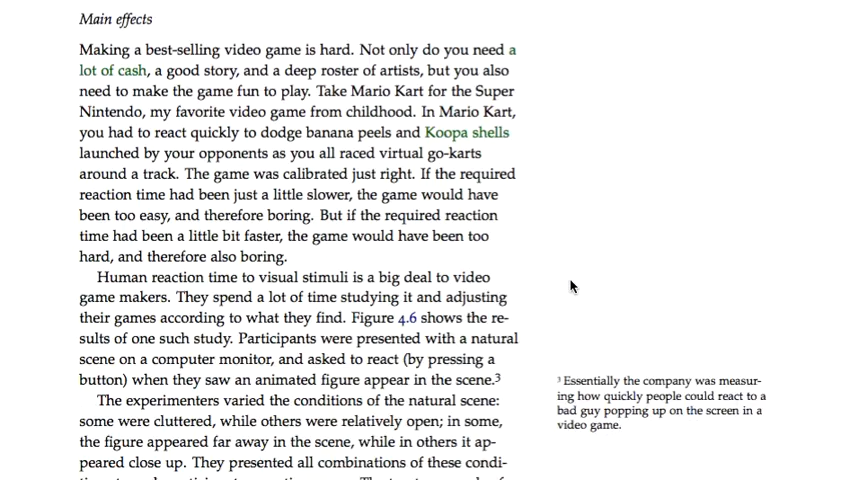 Main effects
Making a best-selling video game is hard. Not only do you need a
lot of cash, a good story, and a deep roster of artists, but you also
need to make the game fun to play. Take Mario Kart for the Super
Nintendo, my favorite video game from childhood. In Mario Kart,
you had to react quickly to dodge banana peels and Koopa shells
launched by your opponents as you all raced virtual go-karts
around a track. The game was calibrated just right. If the required
reaction time had been just a little slower, the game would have
been too easy, and therefore boring. But if the required reaction
time had been a little bit faster, the game would have been too
hard, and therefore also boring.
Human reaction time to visual stimuli is a big deal to video
game makers. They spend a lot of time studying it and adjusting
their games according to what they find. Figure 4.6 shows the re-
sults of one such study. Participants were presented with a natural
scene on a computer monitor, and asked to react (by pressing a
button) when they saw an animated figure appear in the scene.³
The experimenters varied the conditions of the natural scene:
some were cluttered, while others were relatively open; in some,
the figure appeared far away in the scene, while in others it ap-
peared close up. They presented all combinations of these condi-
³ Essentially the company was measur-
ing how quickly people could react to a
bad guy popping up on the screen in a
video game.